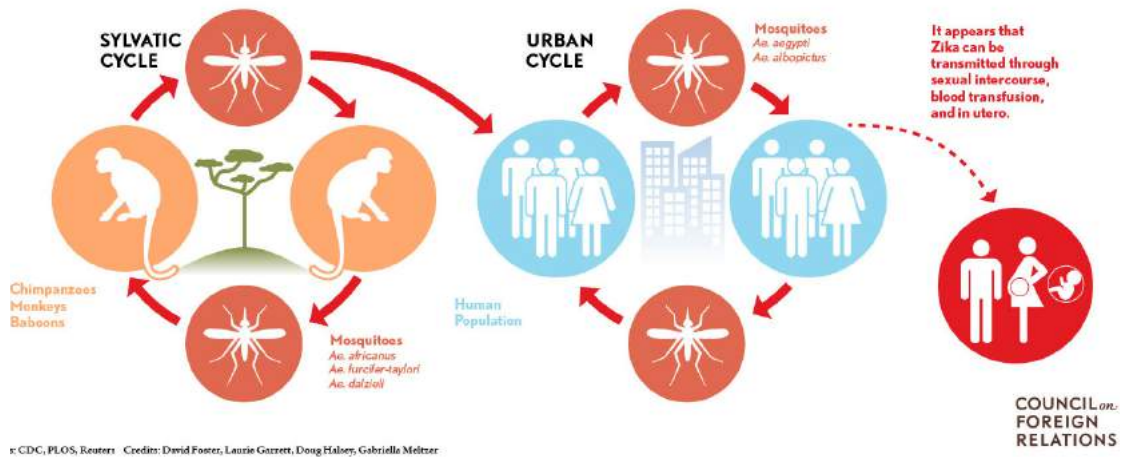 SYLVATIC
CYCLE
URBAN
CYCLE
Mosquitoes
Ae. aegypti
Ae. albopictus
It appears that
Zika can be
transmitted through
sexual intercourse,
blood transfusion,
and in utero.
Chimpanzees
Monkeys
Baboons
Mosquitoes
Ae. africanus
Ae. furcifer-taylori
Ae. dalzieli
Human
Population
COUNCIL on
FOREIGN
RELATIONS
s: CDC, PLOS, Reuters Credits: David Foster, Laurie Garrett, Doug Halsey, Gabriella Meltzer